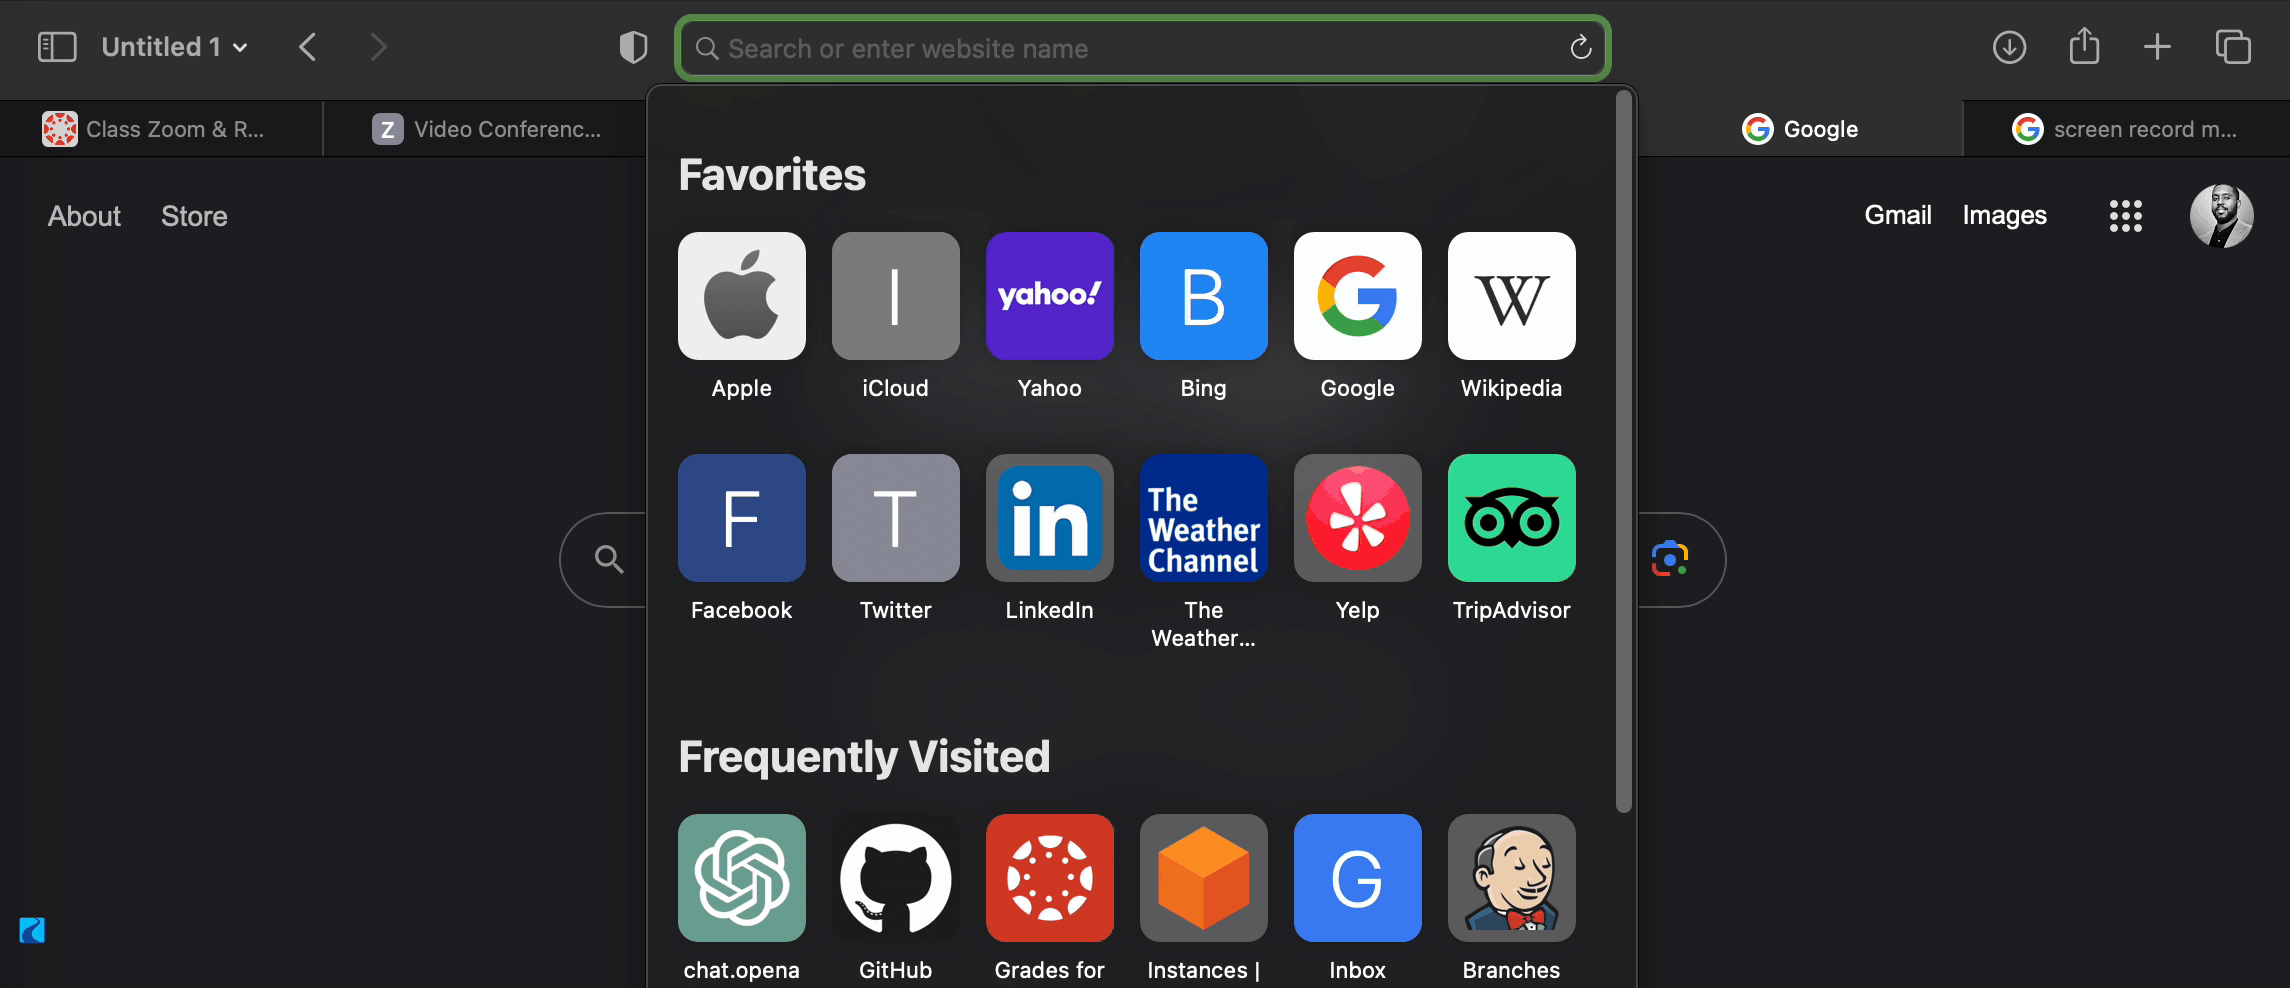 Untitled 1
Search or enter website name
Class Zoom & R...
Z Video Conferenc...
Google
screen record m...
About Store
Gmail Images
Favorites
I yahoo! B W
Apple iCloud Yahoo Bing Google Wikipedia
F T in The Weather Channel
Facebook Twitter LinkedIn The Weather... Yelp TripAdvisor
Frequently Visited
G
chat.opena GitHub Grades for Instances | Inbox Branches